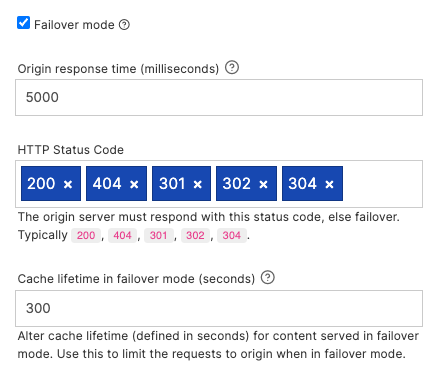 Failover mode
Origin response time (milliseconds)
5000
HTTP Status Code
200 × 404 × 301 × 302 × 304 ×
The origin server must respond with this status code, else failover.
Typically 200, 404, 301, 302, 304.
Cache lifetime in failover mode (seconds)
300
Alter cache lifetime (defined in seconds) for content served in failover
mode. Use this to limit the requests to origin when in failover mode.